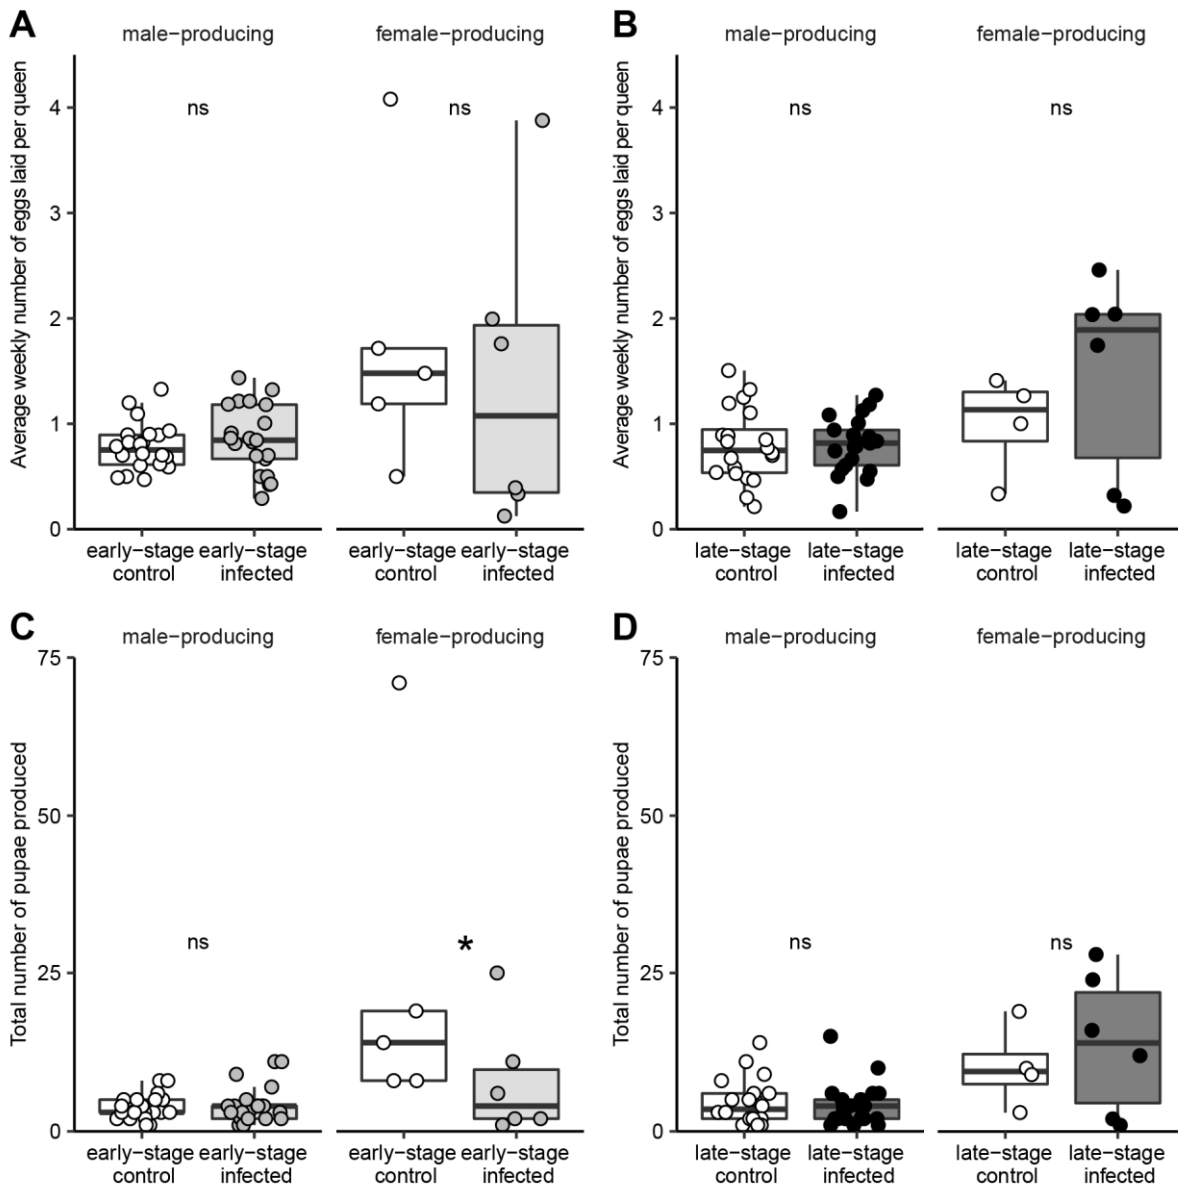 A
male−producing
female−producing
Average weekly number of eggs laid per queen
4
3
2
1
0
ns
ns
early−stage control
early−stage infected
early−stage control
early−stage infected
B
male−producing
female−producing
Average weekly number of eggs laid per queen
4
3
2
1
0
ns
ns
late−stage control
late−stage infected
late−stage control
late−stage infected
C
male−producing
female−producing
Total number of pupae produced
75
50
25
0
ns
*
early−stage control
early−stage infected
early−stage control
early−stage infected
D
male−producing
female−producing
Total number of pupae produced
75
50
25
0
ns
ns
late−stage control
late−stage infected
late−stage control
late−stage infected